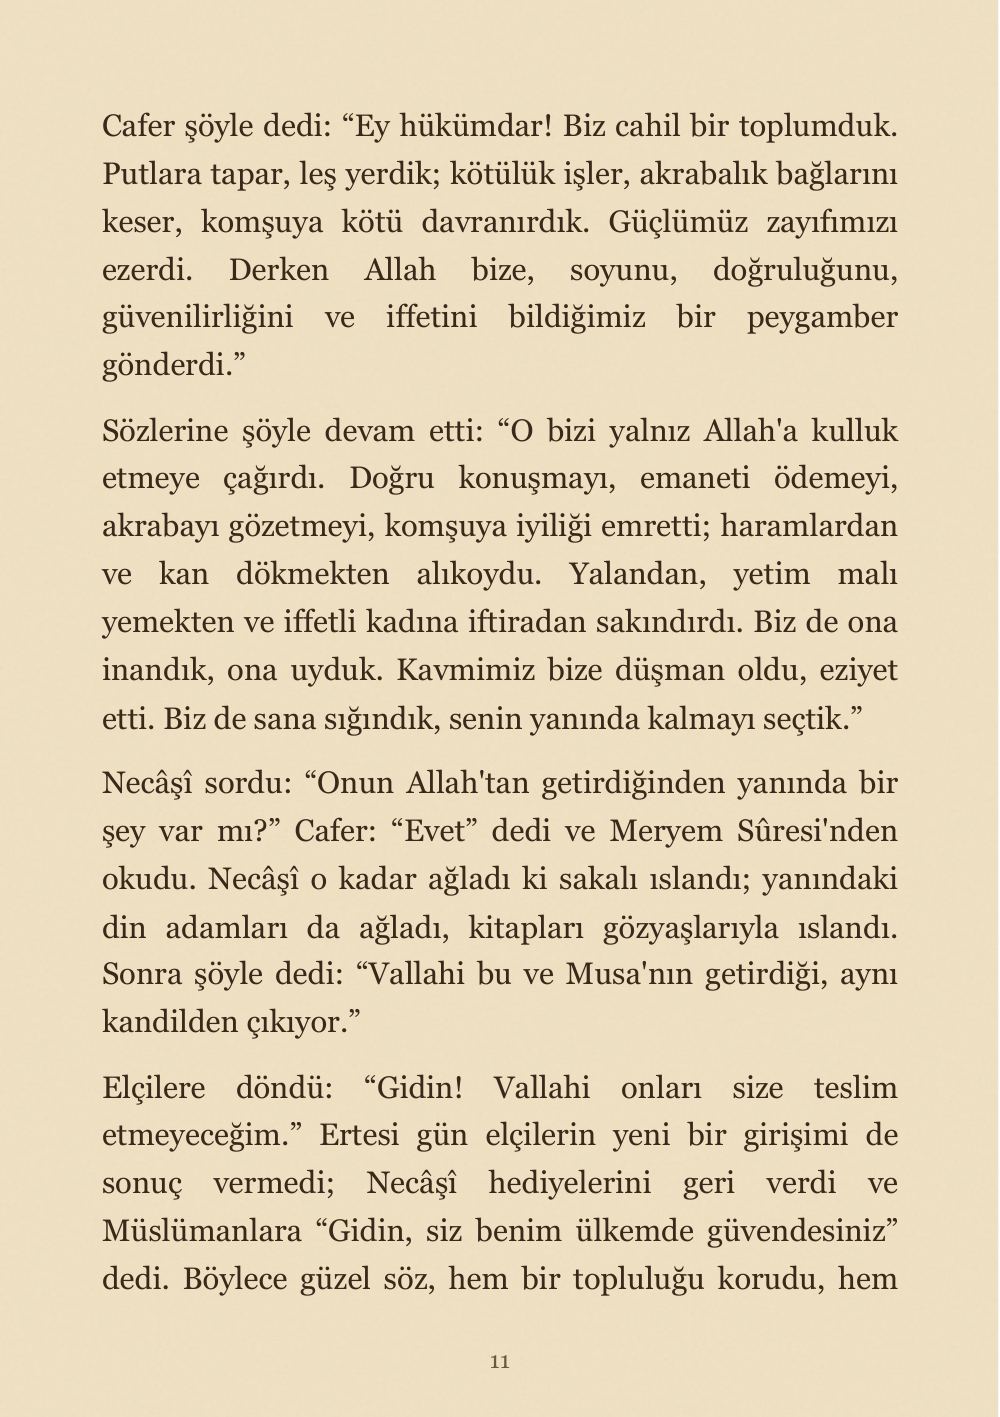 Cafer şöyle dedi: “Ey hükümdar! Biz cahil bir toplumduk.
Putlara tapar, leş yerdik; kötülük işler, akrabalık bağlarını
keser, komşuya kötü davranırdık. Güçlümüz zayıfımızı
ezerdi. Derken Allah bize, soyunu, doğruluğunu,
güvenilirliğini ve iffetini bildiğimiz bir peygamber
gönderdi.”
Sözlerine şöyle devam etti: “O bizi yalnız Allah'a kulluk
etmeye çağırdı. Doğru konuşmayı, emaneti ödemeyi,
akrabayı gözetmeyi, komşuya iyiliği emretti; haramlardan
ve kan dökmekten alıkoydu. Yalandan, yetim malı
yemekten ve iffetli kadına iftiradan sakındırdı. Biz de ona
inandık, ona uyduk. Kavmimiz bize düşman oldu, eziyet
etti. Biz de sana sığındık, senin yanında kalmayı seçtik.”
Necâşî sordu: “Onun Allah'tan getirdiğinden yanında bir
şey var mı?” Cafer: “Evet” dedi ve Meryem Sûresi'nden
okudu. Necâşî o kadar ağladı ki sakalı ıslandı; yanındaki
din adamları da ağladı, kitapları gözyaşlarıyla ıslandı.
Sonra şöyle dedi: “Vallahi bu ve Musa'nın getirdiği, aynı
kandilden çıkıyor.”
Elçilere döndü: “Gidin! Vallahi onları size teslim
etmeyeceğim.” Ertesi gün elçilerin yeni bir girişimi de
sonuç vermedi; Necâşî hediyelerini geri verdi ve
Müslümanlara “Gidin, siz benim ülkemde güvendesiniz”
dedi. Böylece güzel söz, hem bir topluluğu korudu, hem
11